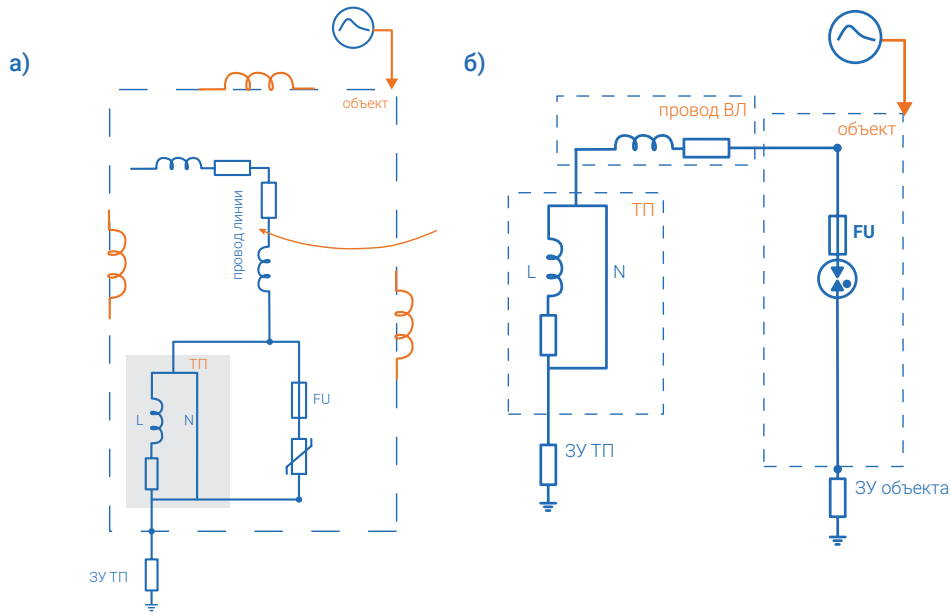 а)
объект
провод линии
ТП
L
N
FU
ЗУ ТП
б)
провод ВЛ
объект
ТП
L
N
FU
ЗУ ТП
ЗУ объекта